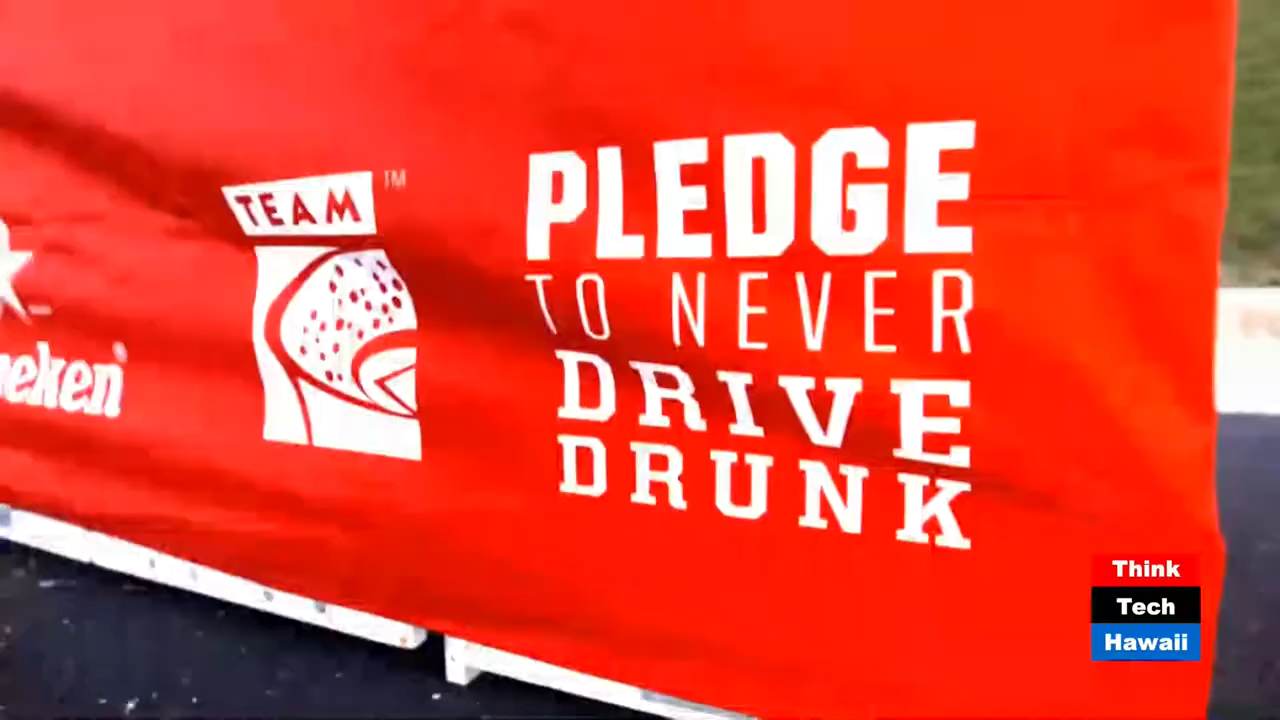 TEAM
TM
PLEDGE
TO NEVER
DRIVE
DRUNK
Think
Tech
Hawaii